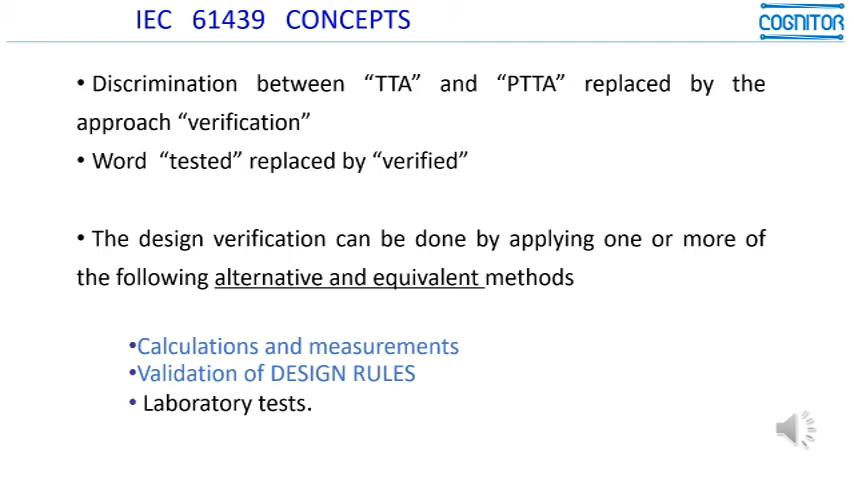 IEC 61439 CONCEPTS
COGNITOR
• Discrimination between “TTA” and “PTTA” replaced by the
approach “verification”
• Word “tested” replaced by “verified”
• The design verification can be done by applying one or more of
the following alternative and equivalent methods
•Calculations and measurements
•Validation of DESIGN RULES
• Laboratory tests.